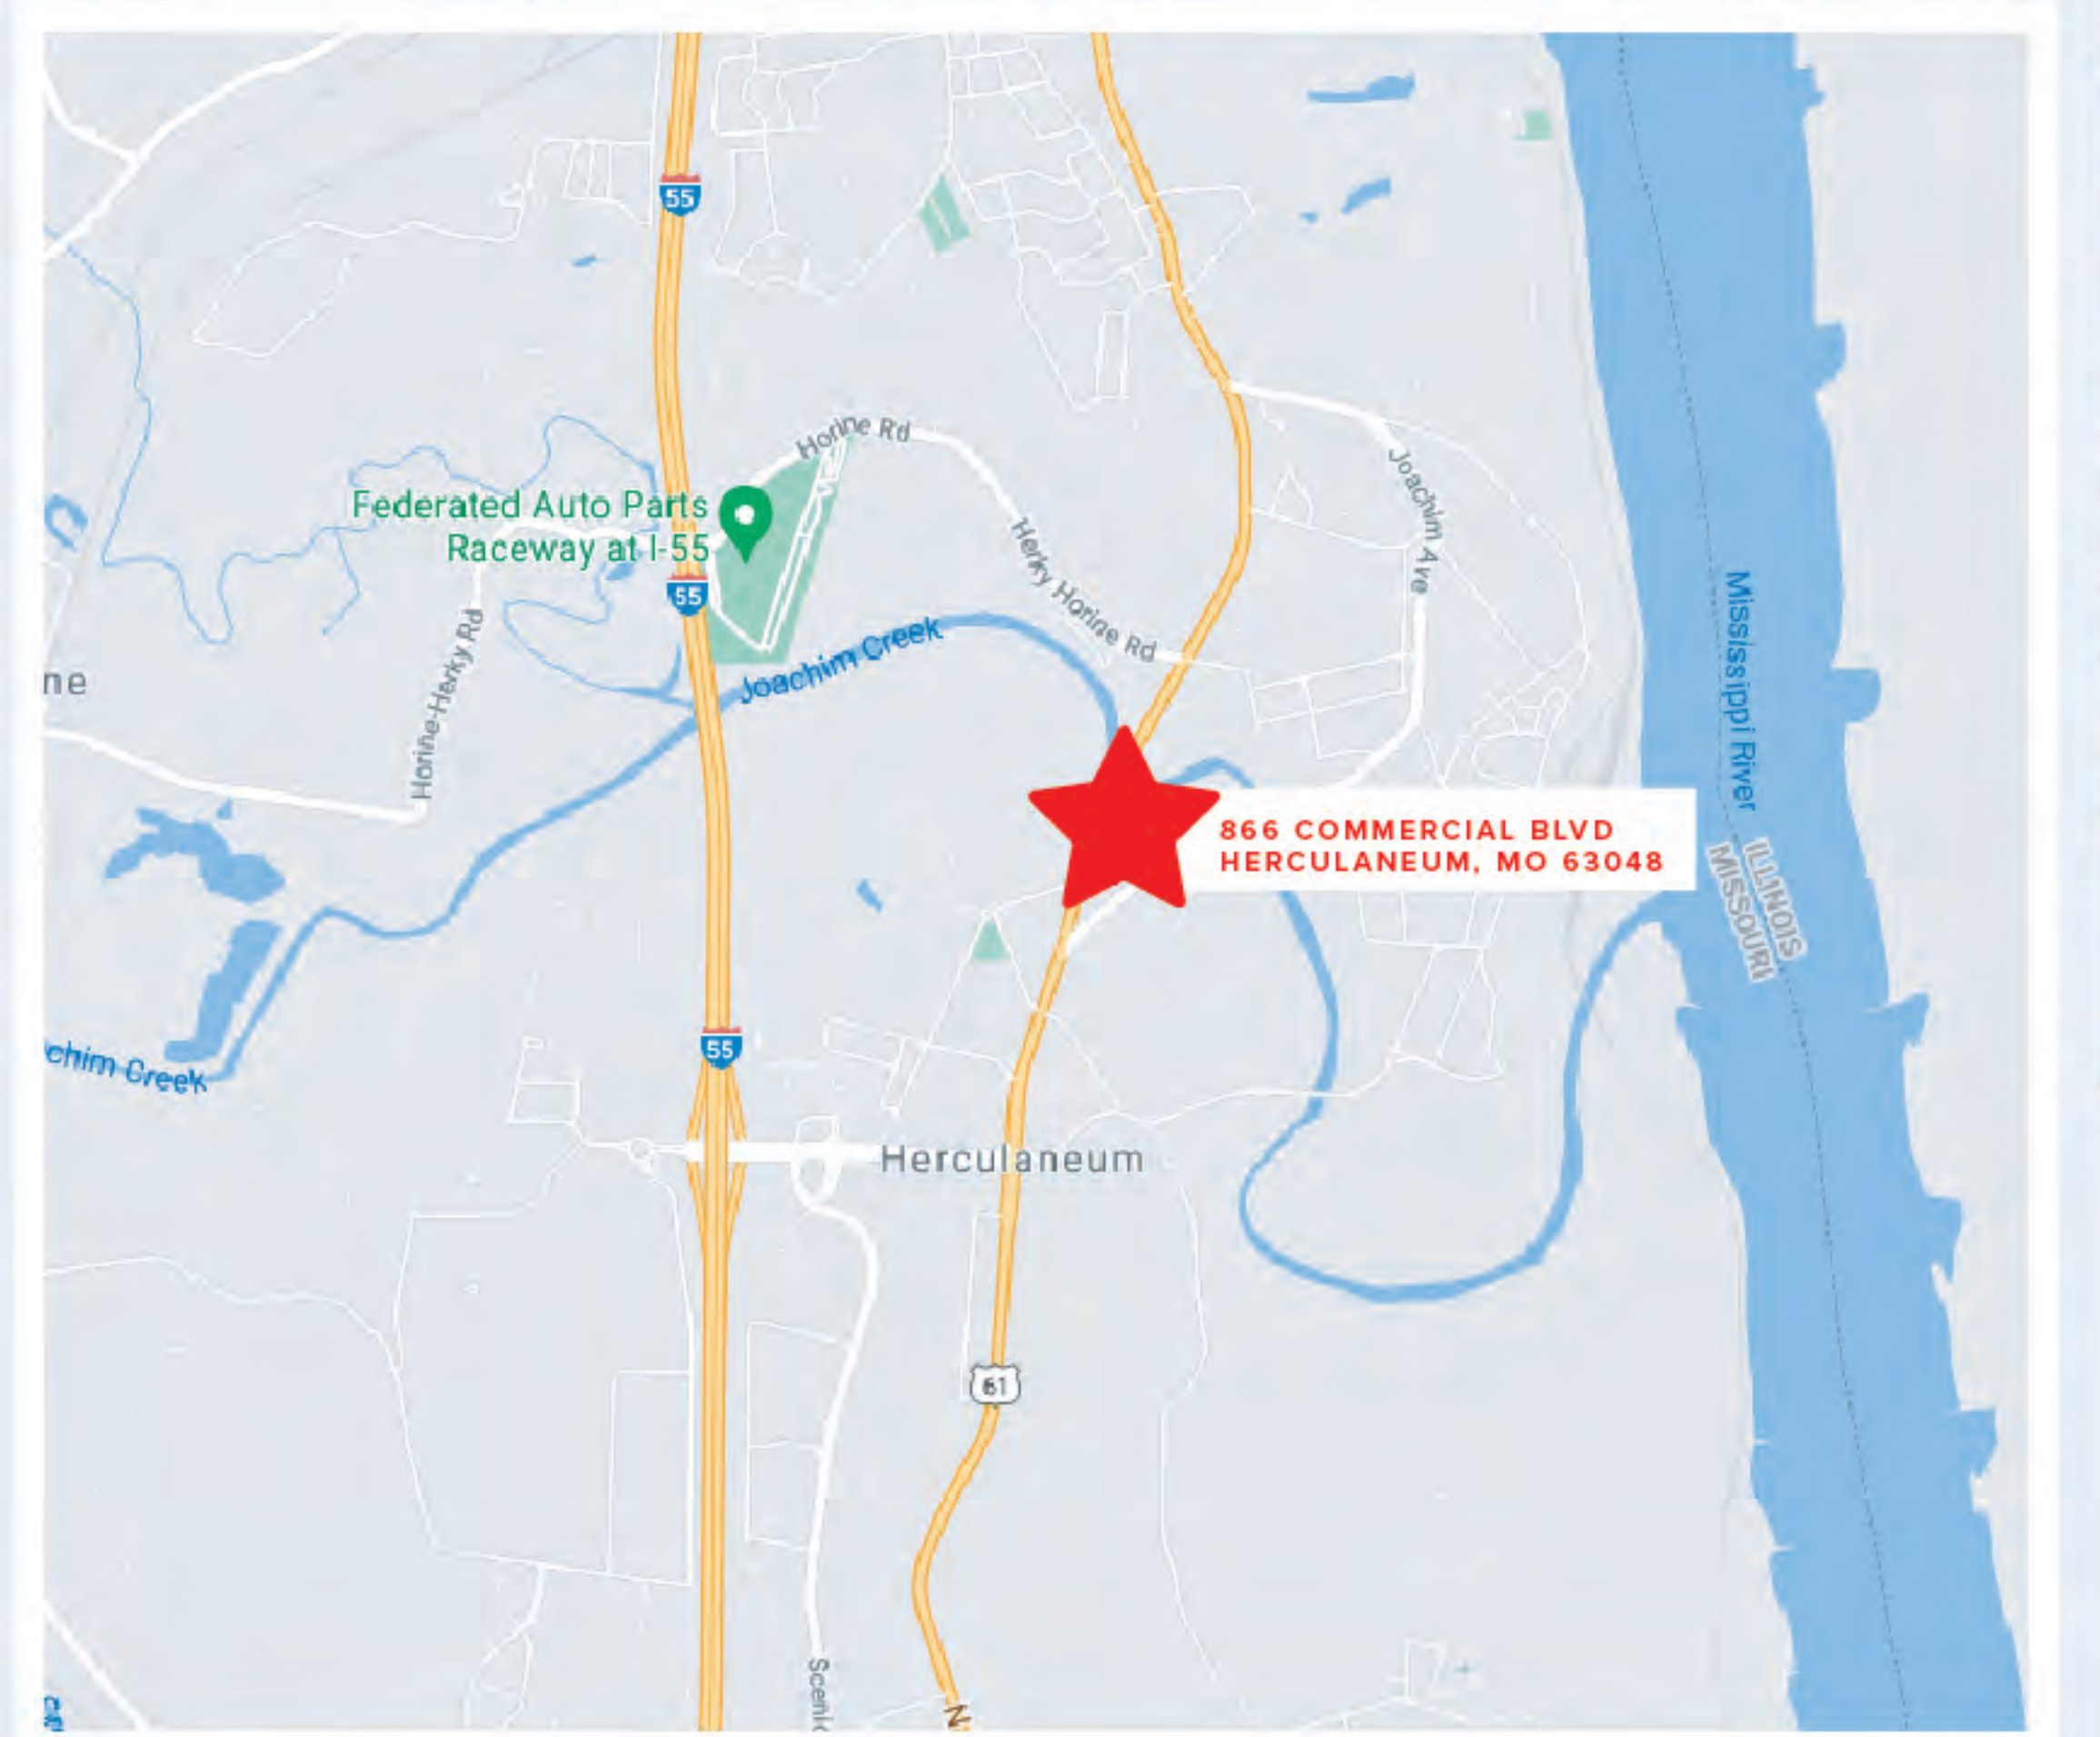 55
Horine Rd
Joachim Ave
Federated Auto Parts
Raceway at I-55
55
Herky Horine Rd
Mississippi River
Joachim Creek
Horine-Herky Rd
ne
866 COMMERCIAL BLVD
HERCULANEUM, MO 63048
ILLINOIS
MISSOURI
chim Creek
55
Herculaneum
61
Scenic
N